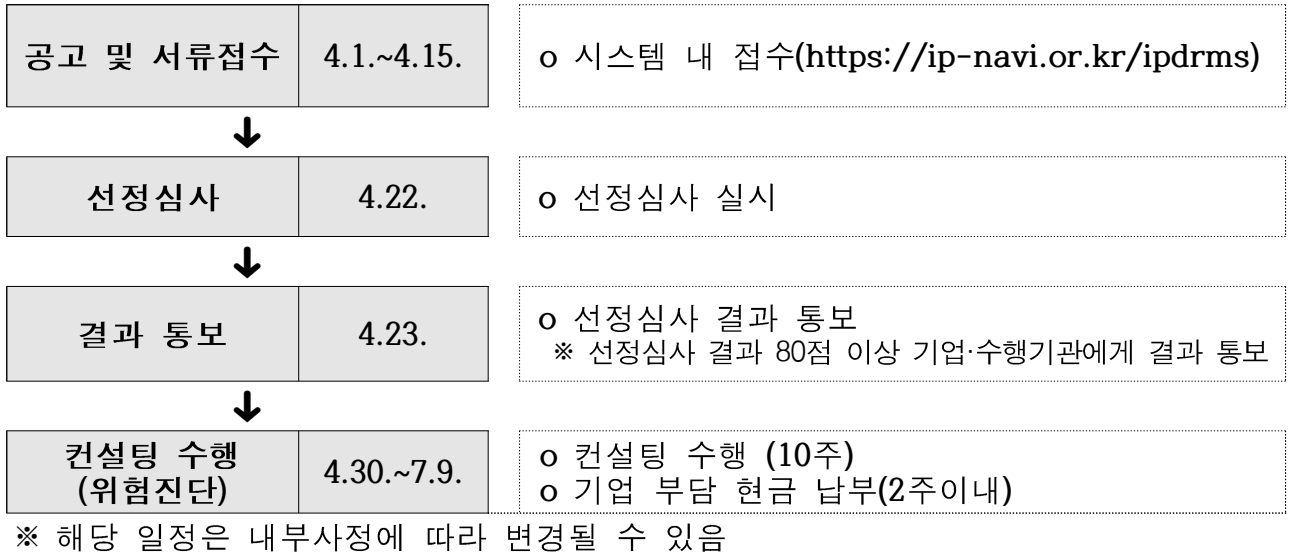 공고 및 서류접수 4.1.~4.15. o 시스템 내 접수(https://ip-navi.or.kr/ipdrms)
↓
선정심사 4.22. o 선정심사 실시
↓
결과 통보 4.23. o 선정심사 결과 통보
※ 선정심사 결과 80점 이상 기업·수행기관에게 결과 통보
↓
컨설팅 수행 4.30.~7.9. o 컨설팅 수행 (10주)
(위험진단) o 기업 부담 현금 납부(2주이내)
※ 해당 일정은 내부사정에 따라 변경될 수 있음